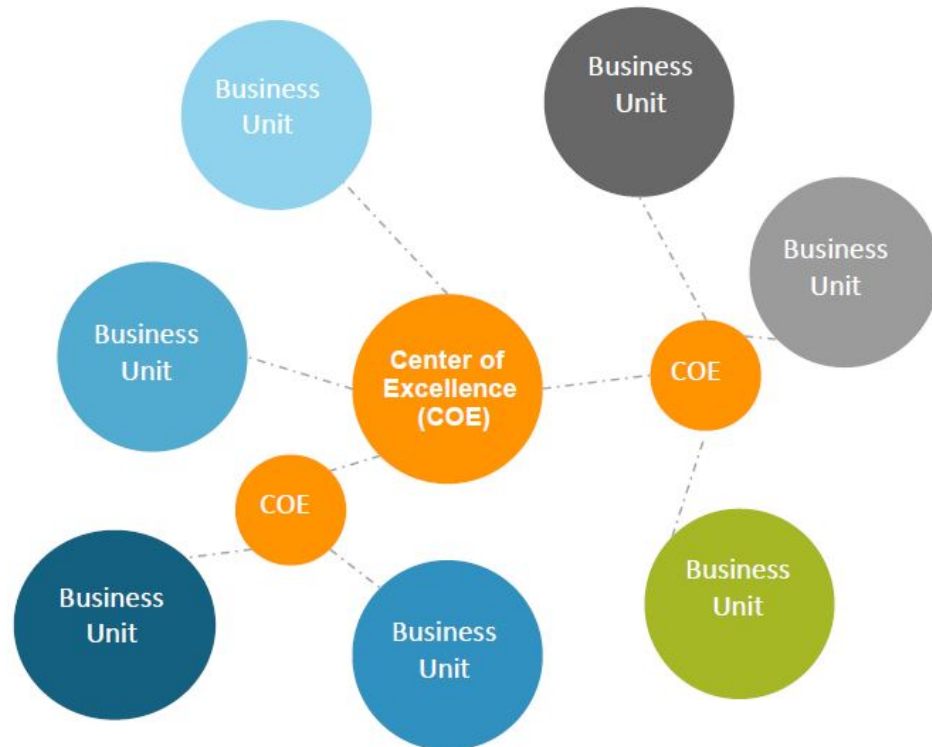 Business
Unit
Business
Unit
Business
Unit
Business
Unit
Center of
Excellence
(COE)
COE
COE
Business
Unit
Business
Unit
Business
Unit